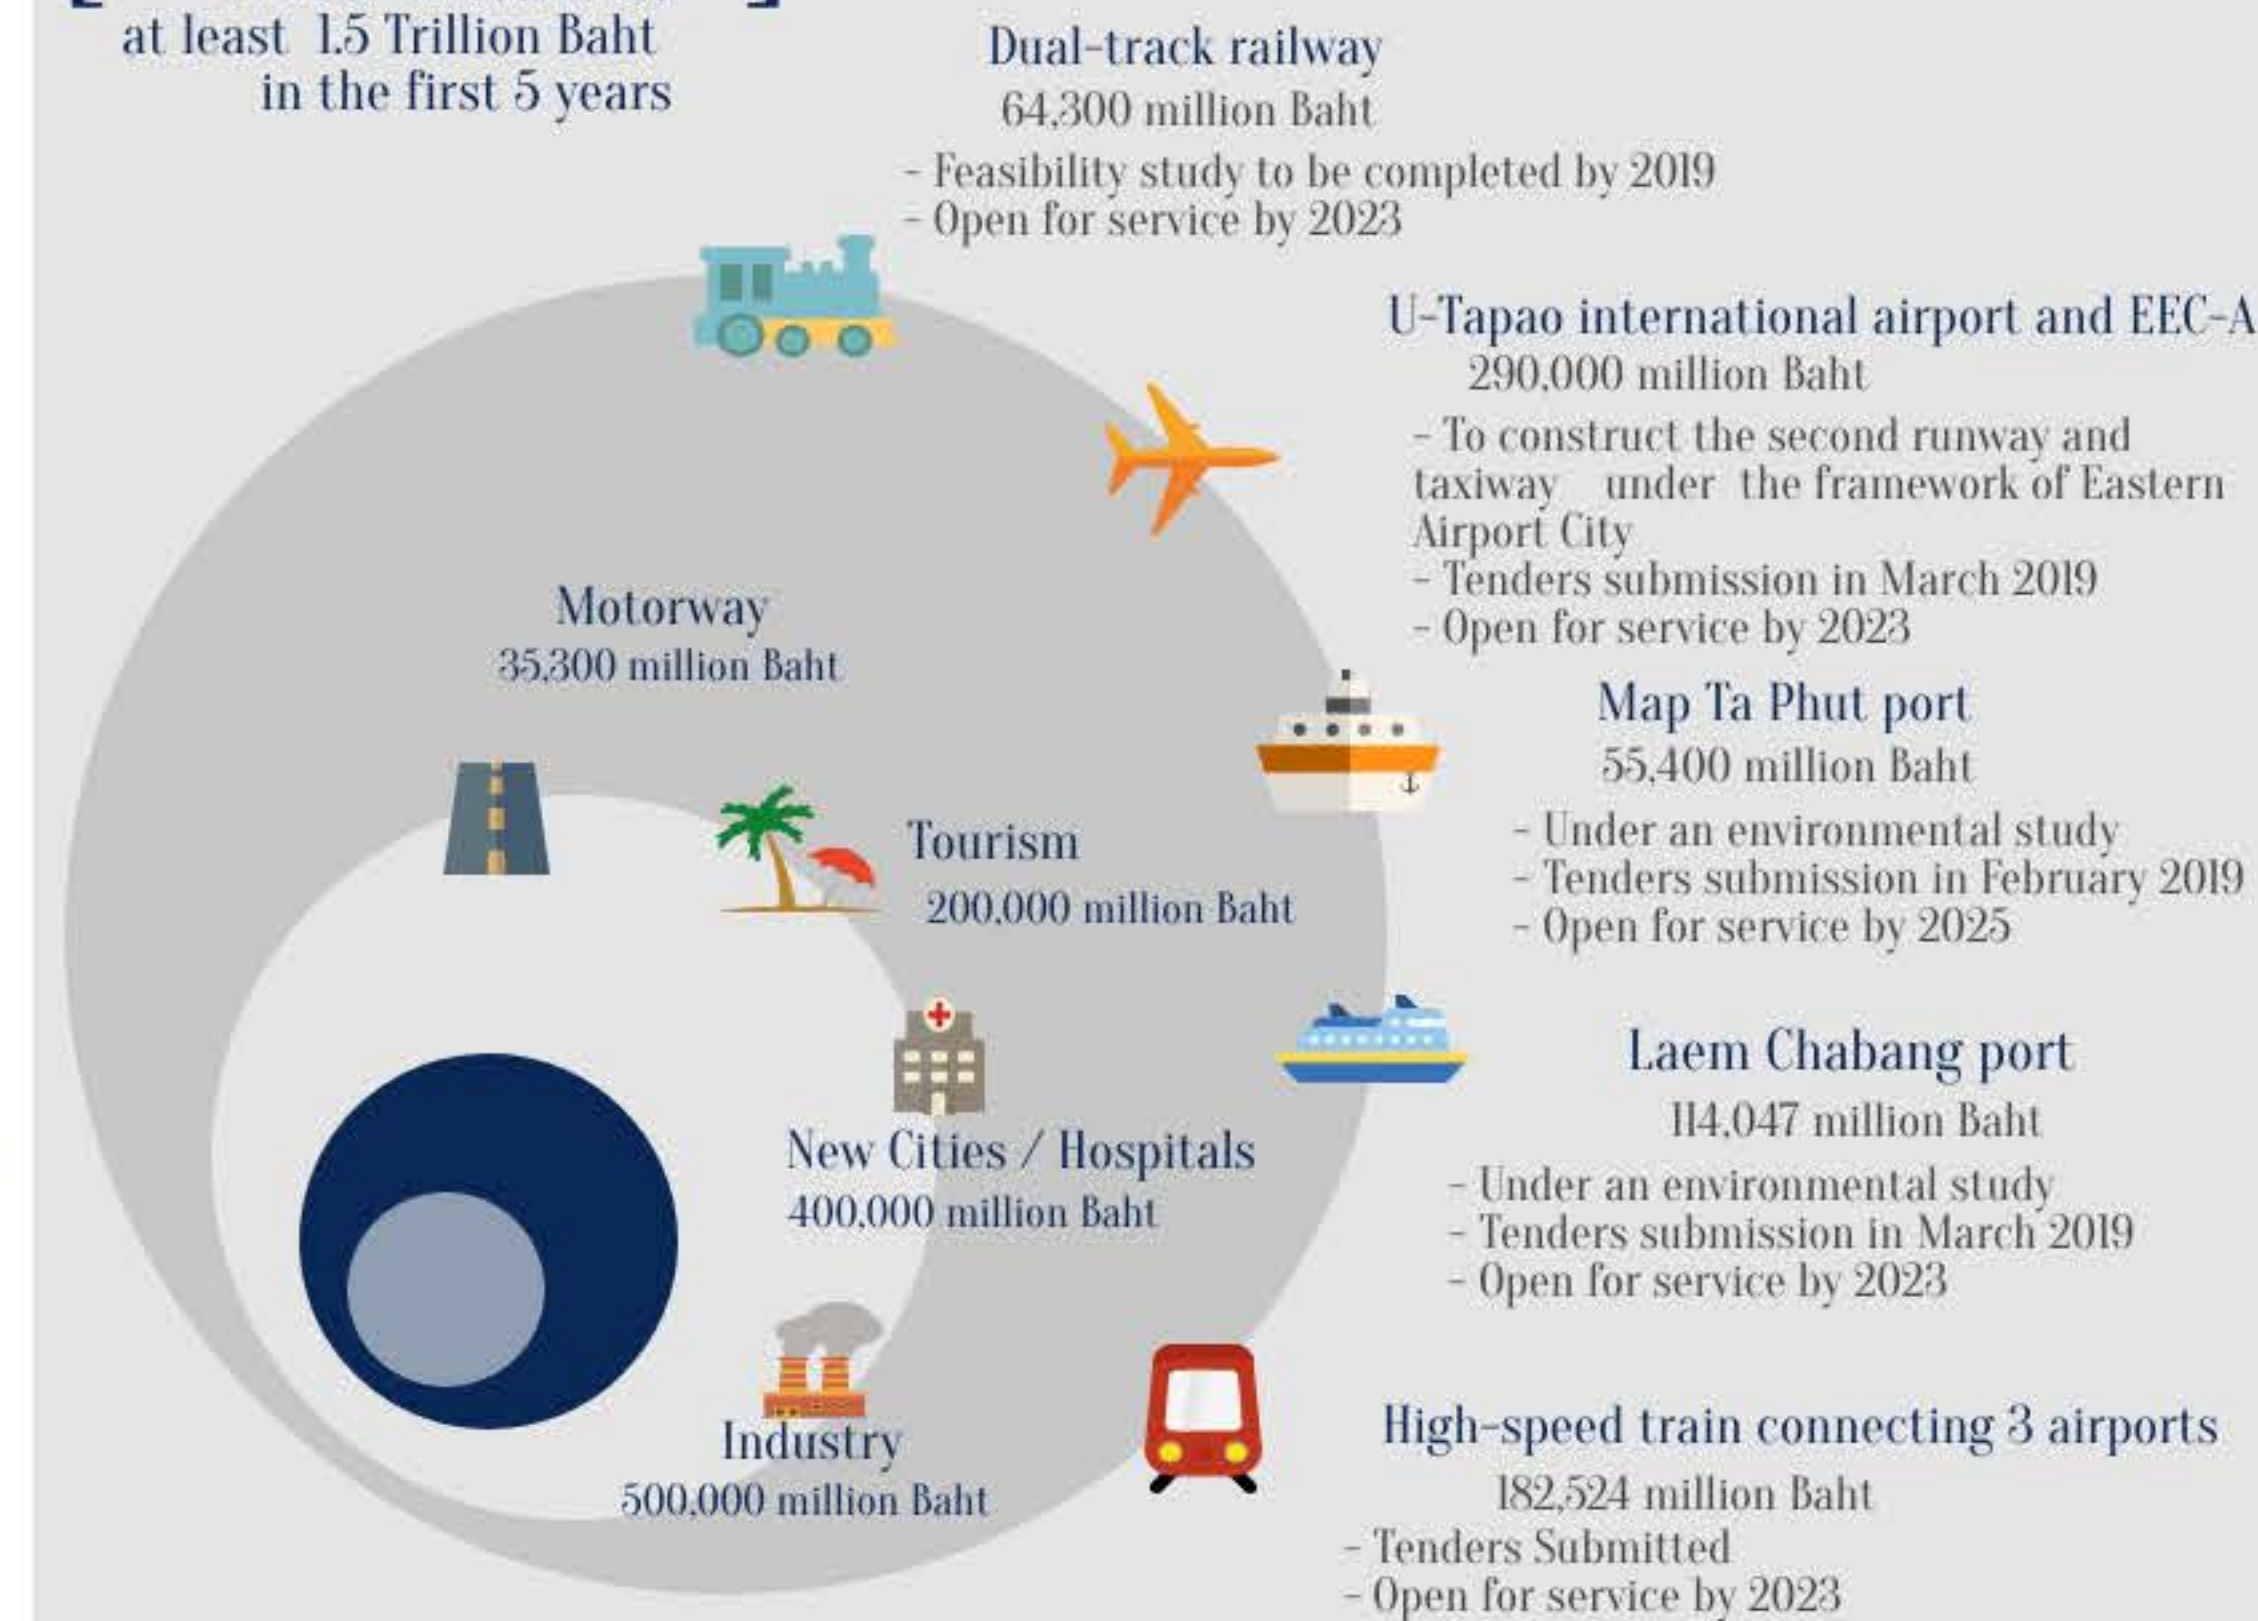 at least 1.5 Trillion Baht
in the first 5 years
Dual-track railway
64,300 million Baht
- Feasibility study to be completed by 2019
- Open for service by 2023
U-Tapao international airport and EEC-A
290,000 million Baht
- To construct the second runway and
taxiway under the framework of Eastern
Airport City
- Tenders submission in March 2019
- Open for service by 2023
Motorway
35,300 million Baht
Map Ta Phut port
55,400 million Baht
- Under an environmental study
- Tenders submission in February 2019
- Open for service by 2025
Tourism
200,000 million Baht
Laem Chabang port
114,047 million Baht
- Under an environmental study
- Tenders submission in March 2019
- Open for service by 2023
New Cities / Hospitals
400,000 million Baht
Industry
500,000 million Baht
High-speed train connecting 3 airports
182,524 million Baht
- Tenders Submitted
- Open for service by 2023